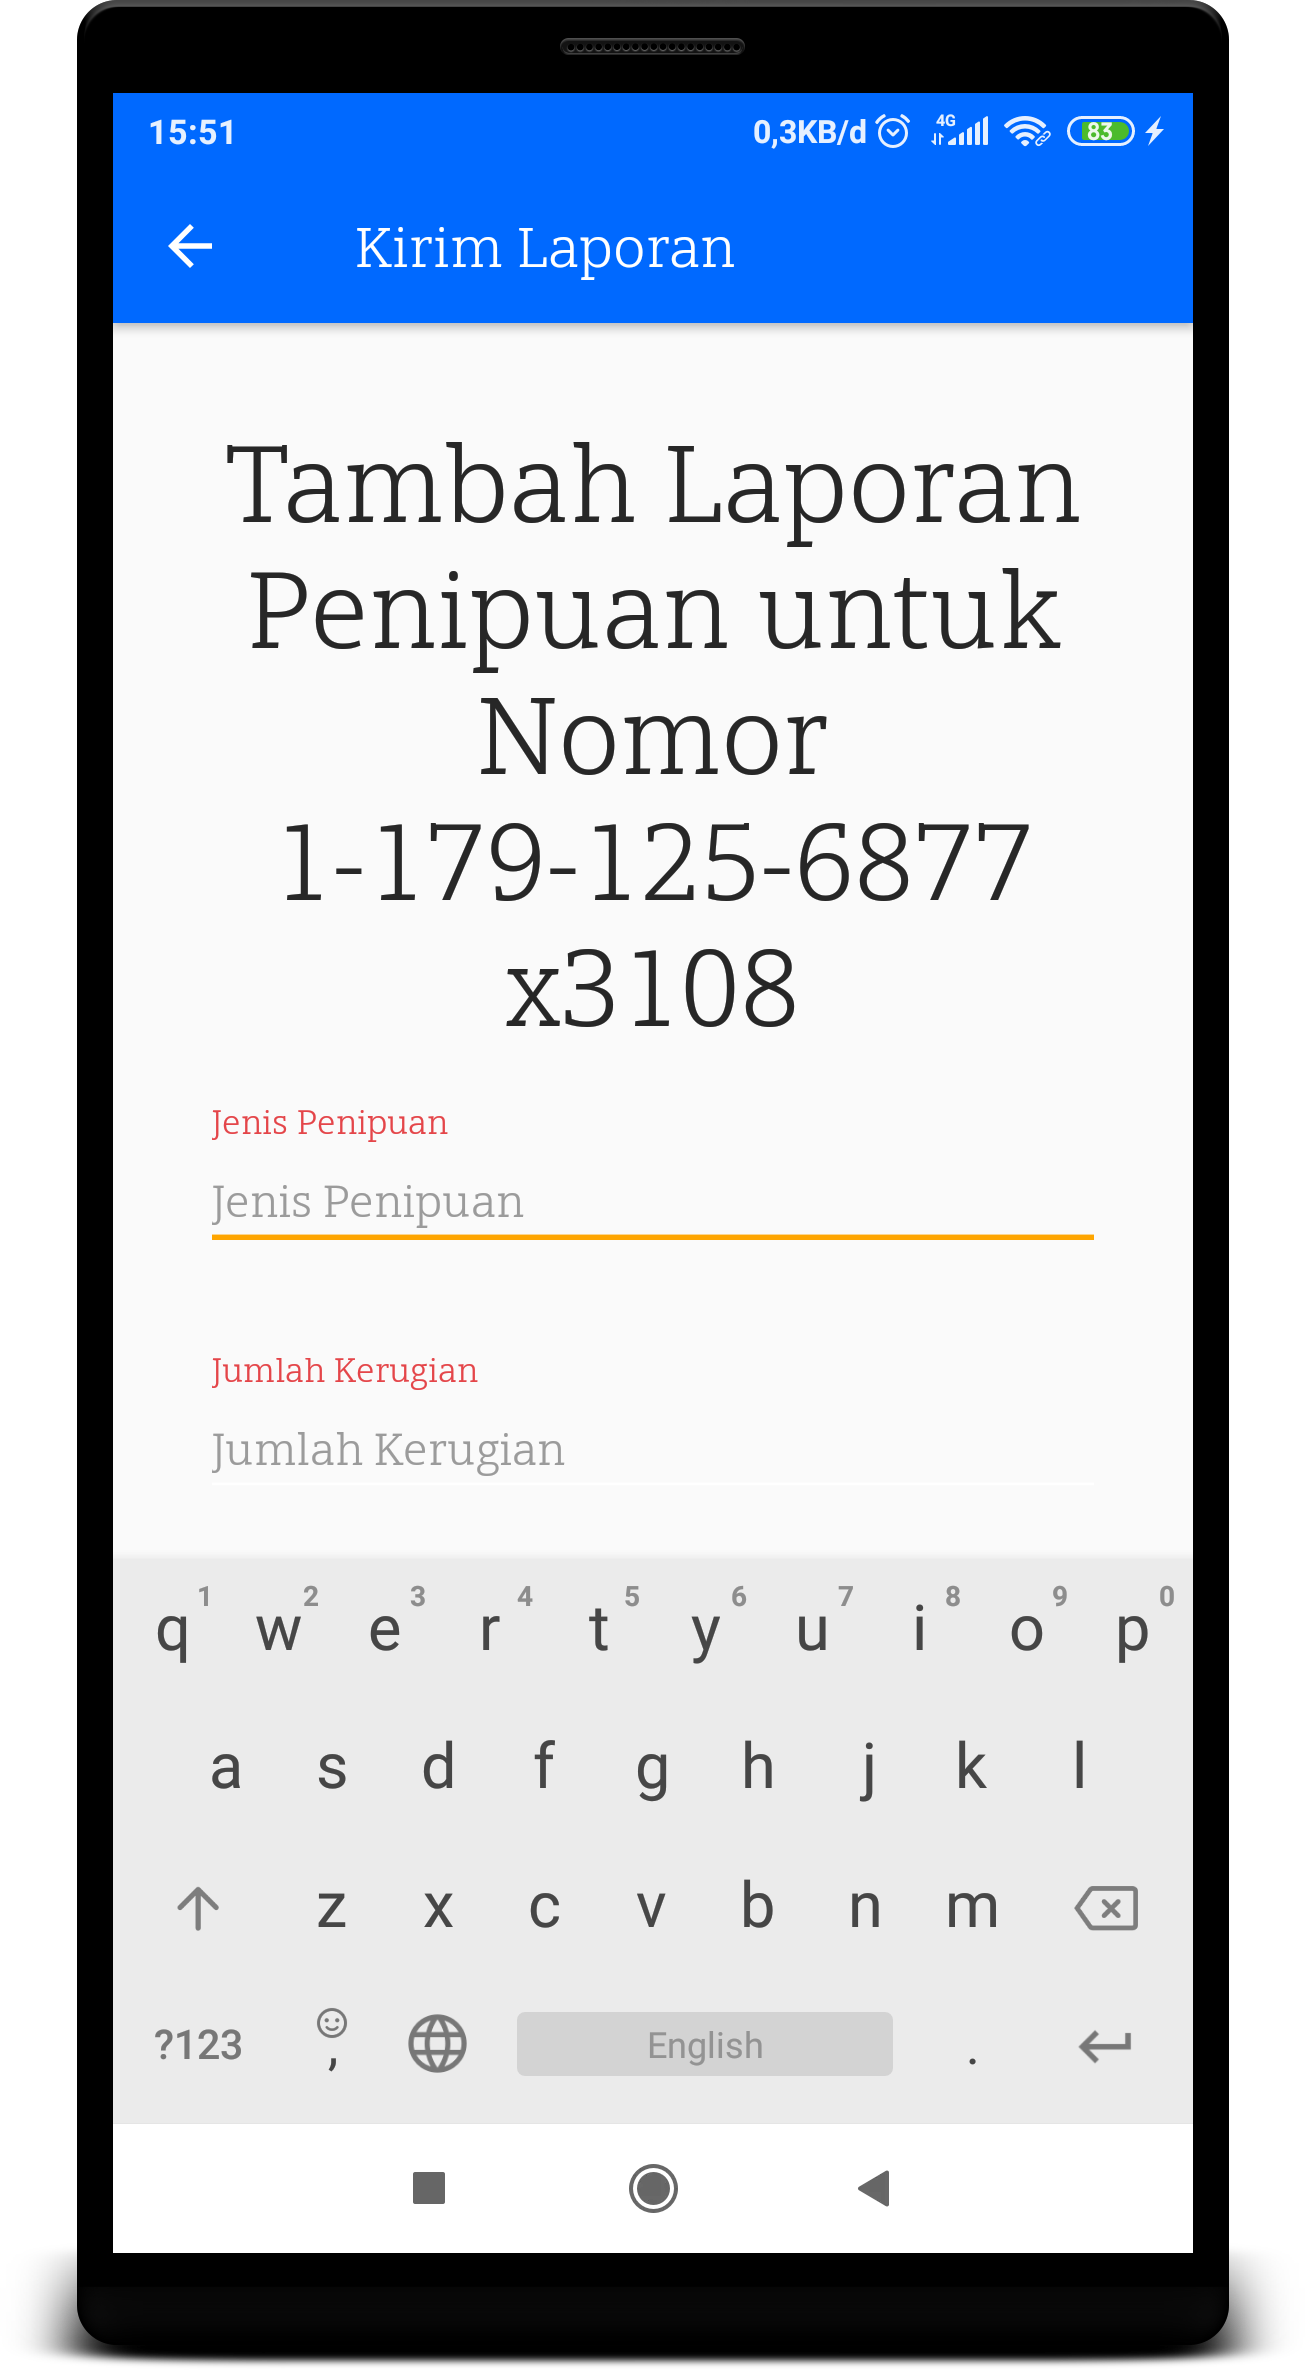 15:51 0,3KB/d 4G 83
Kirim Laporan
Tambah Laporan
Penipuan untuk
Nomor
1-179-125-6877
x3108
Jenis Penipuan
Jenis Penipuan
Jumlah Kerugian
Jumlah Kerugian
q 1 w 2 e 3 r 4 t 5 y 6 u 7 i 8 o 9 p 0
a s d f g h j k l
z x c v b n m
?123 , English .